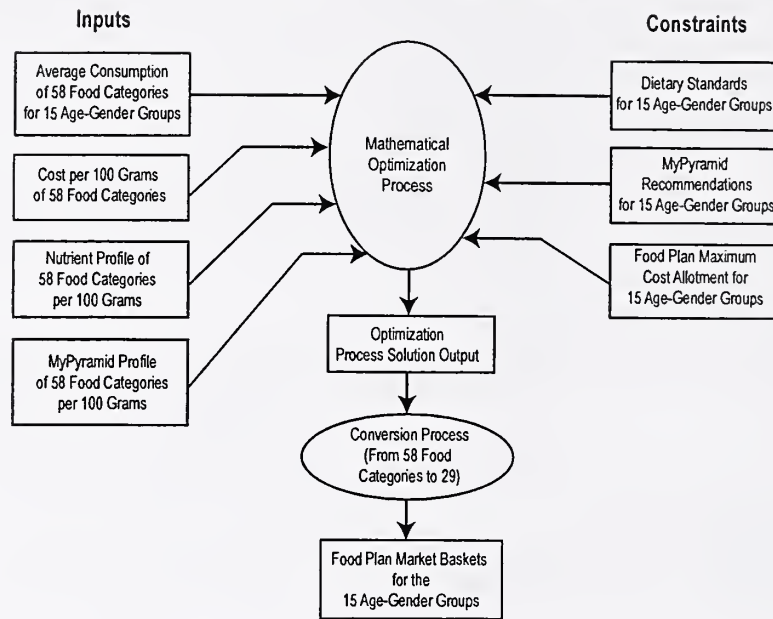 Inputs
Average Consumption
of 58 Food Categories
for 15 Age-Gender Groups
Cost per 100 Grams
of 58 Food Categories
Nutrient Profile of
58 Food Categories
per 100 Grams
MyPyramid Profile
of 58 Food Categories
per 100 Grams
Mathematical
Optimization
Process
Constraints
Dietary Standards
for 15 Age-Gender Groups
MyPyramid
Recommendations
for 15 Age-Gender Groups
Food Plan Maximum
Cost Allotment for
15 Age-Gender Groups
Optimization
Process Solution Output
Conversion Process
(From 58 Food
Categories to 29)
Food Plan Market Baskets
for the
15 Age-Gender Groups